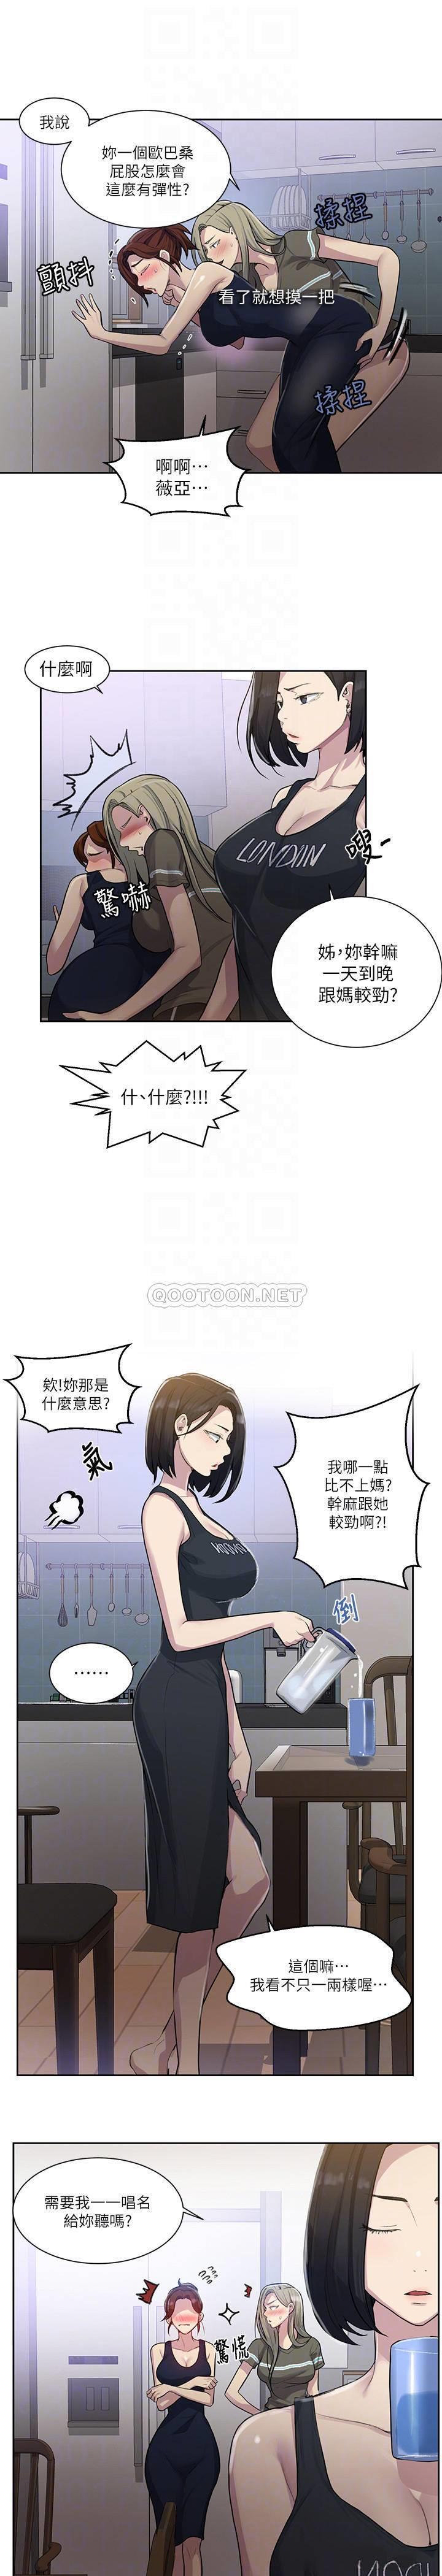 我說
妳一個歐巴桑
屁股怎麼會
這麼有彈性?
揉捏
顫抖
看了就想摸一把
揉捏
啊啊…
薇亞…
什麼啊
LONDON
驚嚇
嗖~
姊，妳幹嘛
一天到晚
跟媽較勁?
什、什麼?!!!
QOOTOON.NET
欸!妳那是
什麼意思?
氣
我哪一點
比不上媽?
幹麻跟她
較勁啊?!
倒
……
這個嘛…
我看不只一兩樣喔…
需要我一一唱名
給妳聽嗎?
驚慌